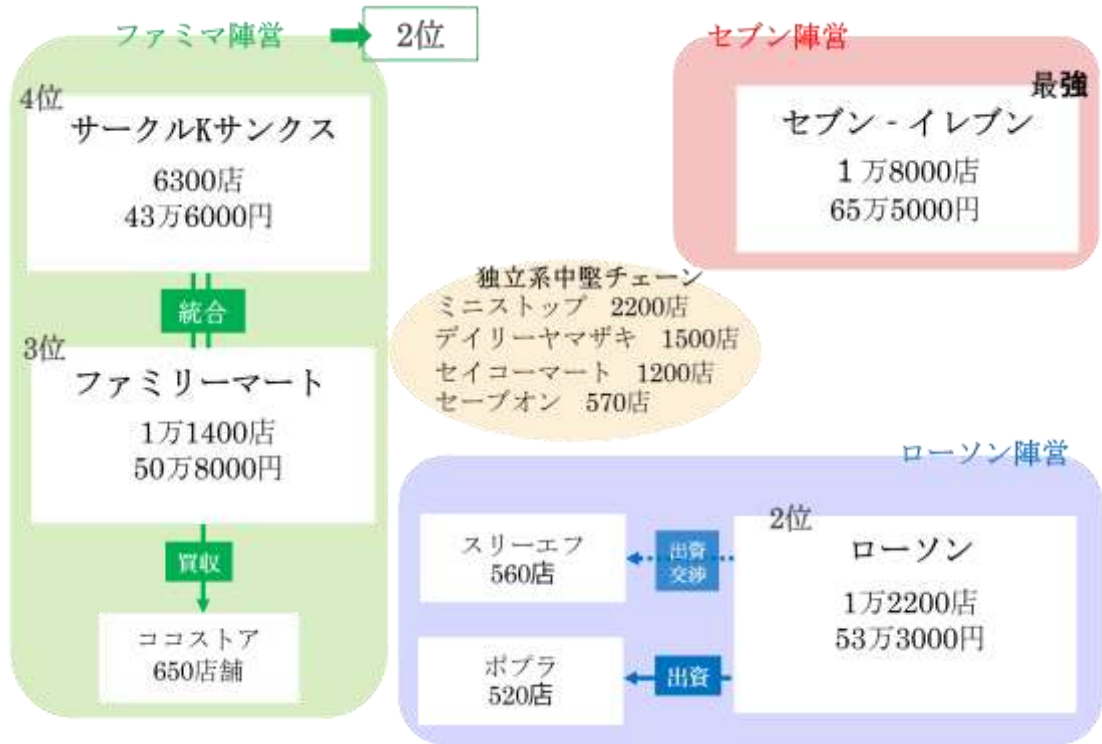 ファミマ陣営
2位
4位
サークルKサンクス
6300店
43万6000円
統合
3位
ファミリーマート
1万1400店
50万8000円
買収
ココストア
650店舗
セブン陣営
最強
セブン - イレブン
1万8000店
65万5000円
独立系中堅チェーン
ミニストップ 2200店
デイリーヤマザキ 1500店
セイコーマート 1200店
セーブオン 570店
ローソン陣営
スリーエフ
560店
出資
交渉
2位
ローソン
1万2200店
53万3000円
ポプラ
520店
出資